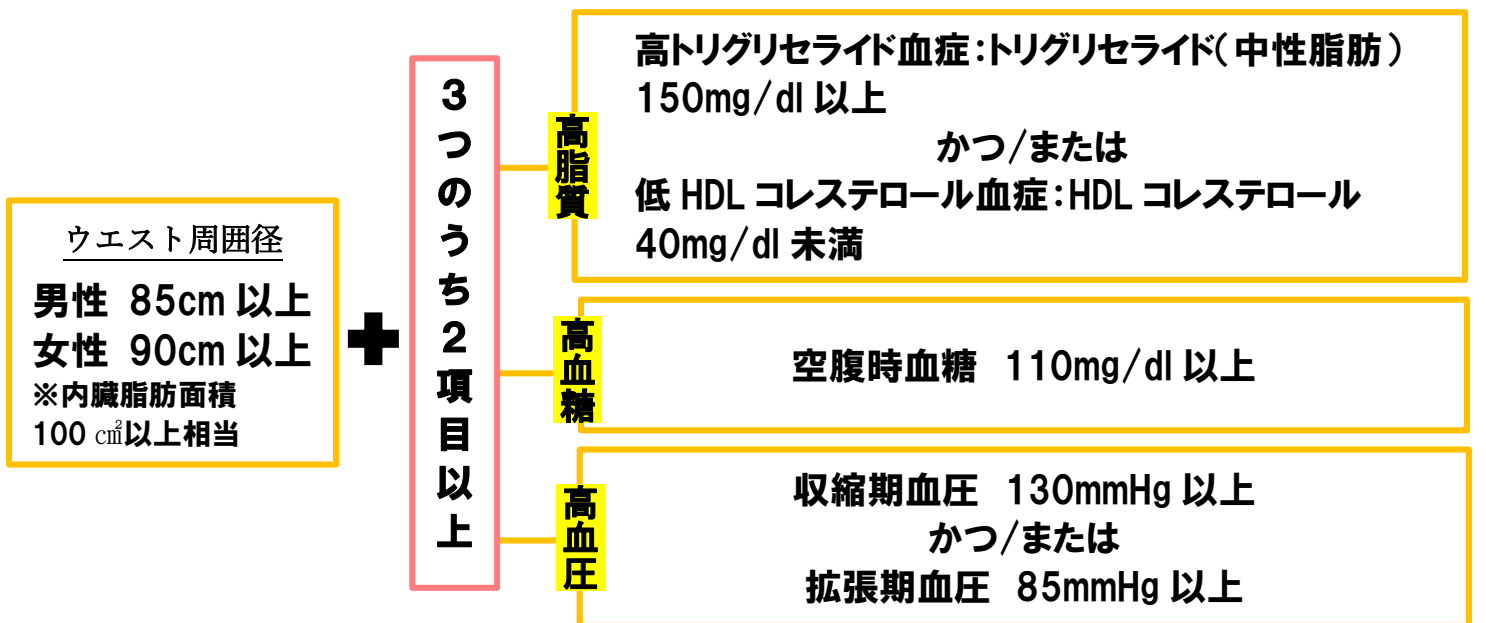 ウエスト周囲径
男性 85cm 以上
女性 90cm 以上
※内臓脂肪面積
100 ㎠以上相当
✚
3つのうち2項目以上
高脂質
高トリグリセライド血症：トリグリセライド（中性脂肪）
150mg/dl 以上
かつ/または
低 HDL コレステロール血症：HDL コレステロール
40mg/dl 未満
高血糖
空腹時血糖 110mg/dl 以上
高血圧
収縮期血圧 130mmHg 以上
かつ/または
拡張期血圧 85mmHg 以上